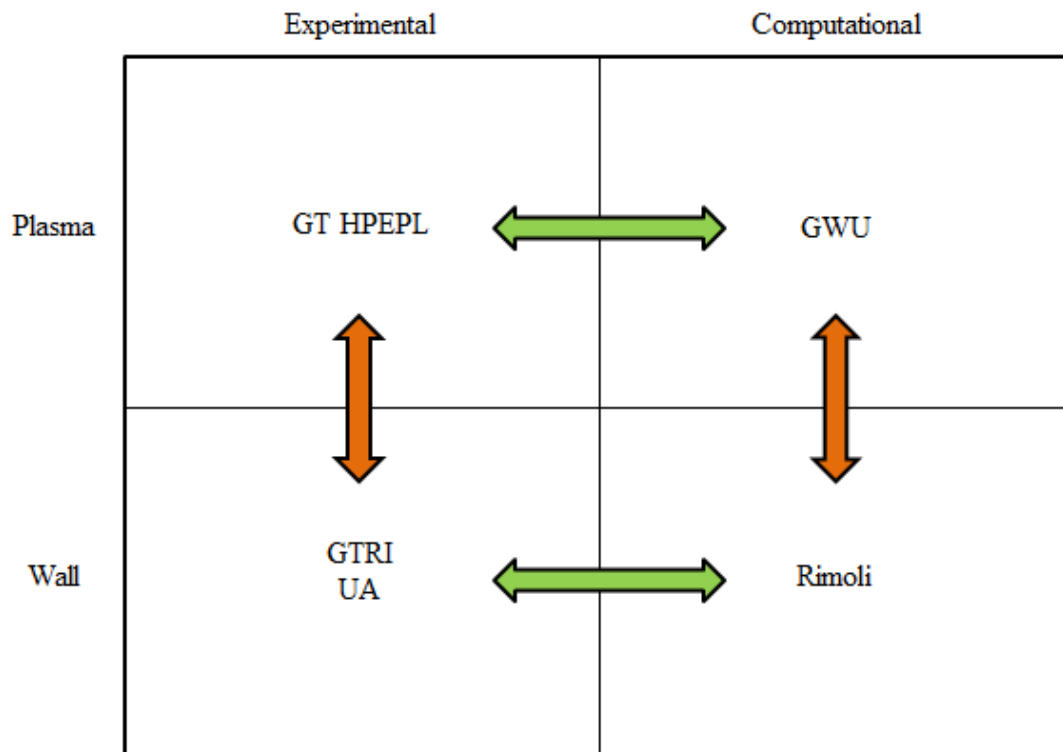 Experimental
Computational
Plasma
GT HPEPL
GWU
Wall
GTRI
UA
Rimoli